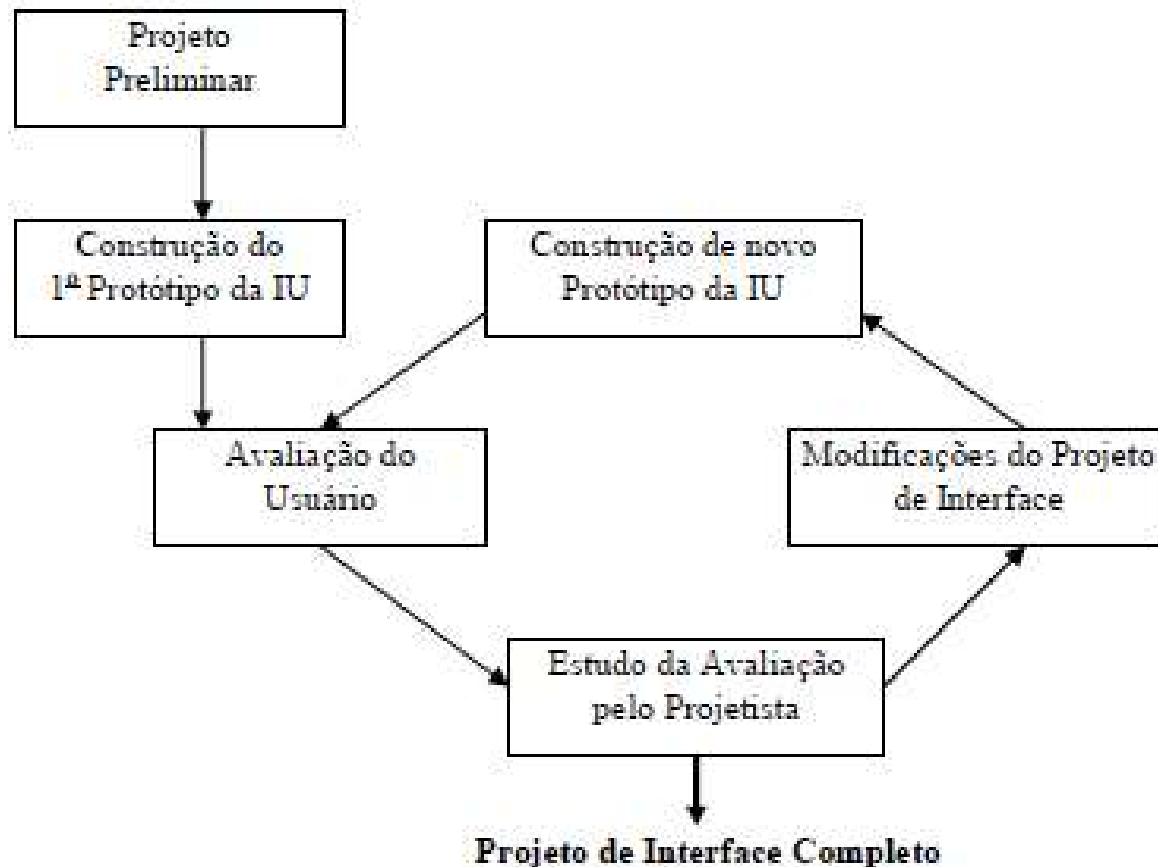 Projeto
Preliminar
Construção do
1º Protótipo da IU
Construção de novo
Protótipo da IU
Avaliação do
Usuário
Modificações do Projeto
de Interface
Estudo da Avaliação
pelo Projetista
Projeto de Interface Completo